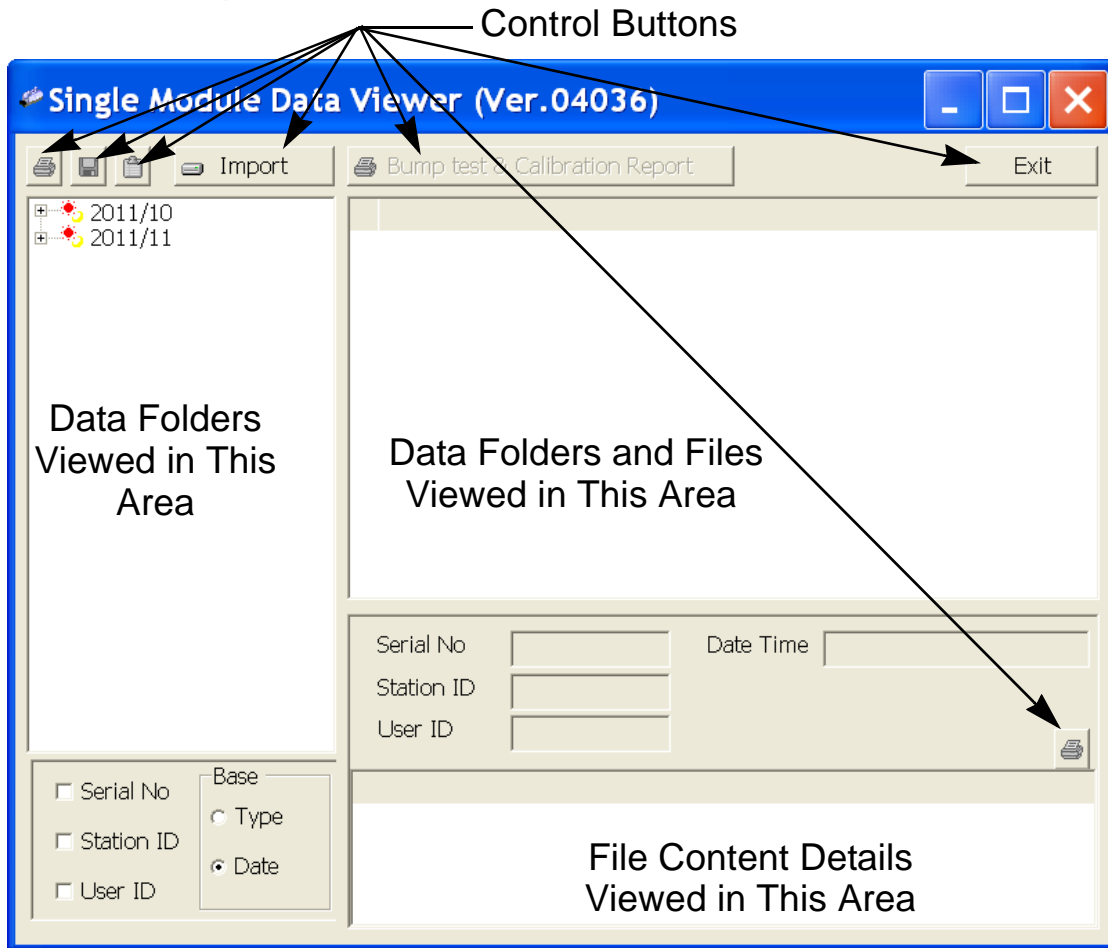 Control Buttons
Single Module Data Viewer (Ver.04036)
Import
Bump test & Calibration Report
Exit
2011/10
2011/11
Data Folders
Viewed in This
Area
Data Folders and Files
Viewed in This Area
Serial No
Date Time
Station ID
User ID
Serial No
Station ID
User ID
Base
Type
Date
File Content Details
Viewed in This Area